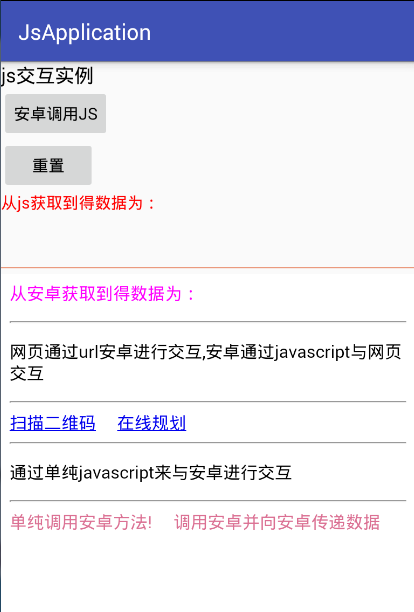 JsApplication
js交互实例
安卓调用JS
重置
从js获取到得数据为：
从安卓获取到得数据为：
网页通过url安卓进行交互,安卓通过javascript与网页
交互
扫描二维码 在线规划
通过单纯javascript来与安卓进行交互
单纯调用安卓方法! 调用安卓并向安卓传递数据